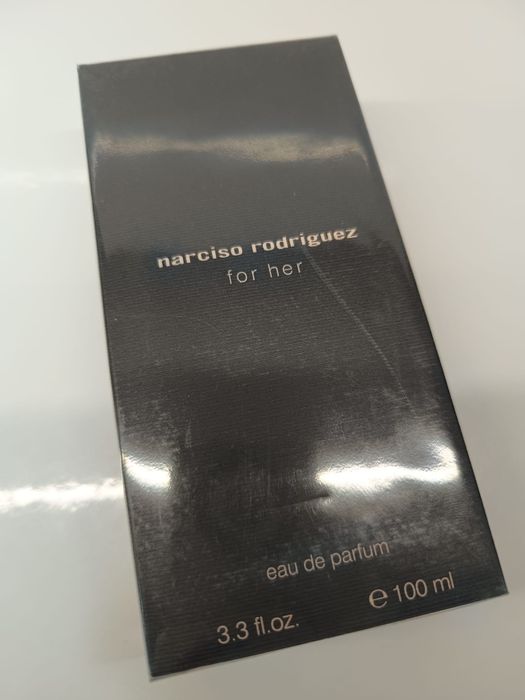 narciso rodriguez
for her
eau de parfum
3.3 fl.oz. ℮ 100 ml